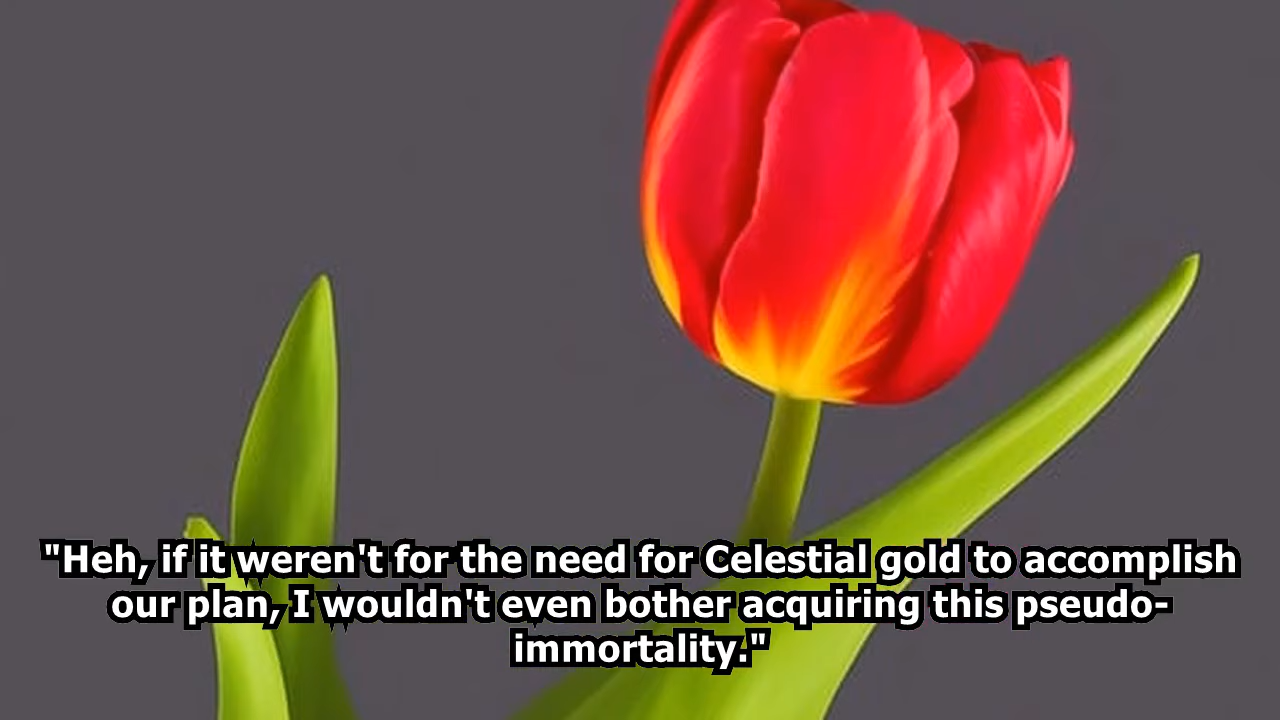 "Heh, if it weren't for the need for Celestial gold to accomplish
our plan, I wouldn't even bother acquiring this pseudo-
immortality."